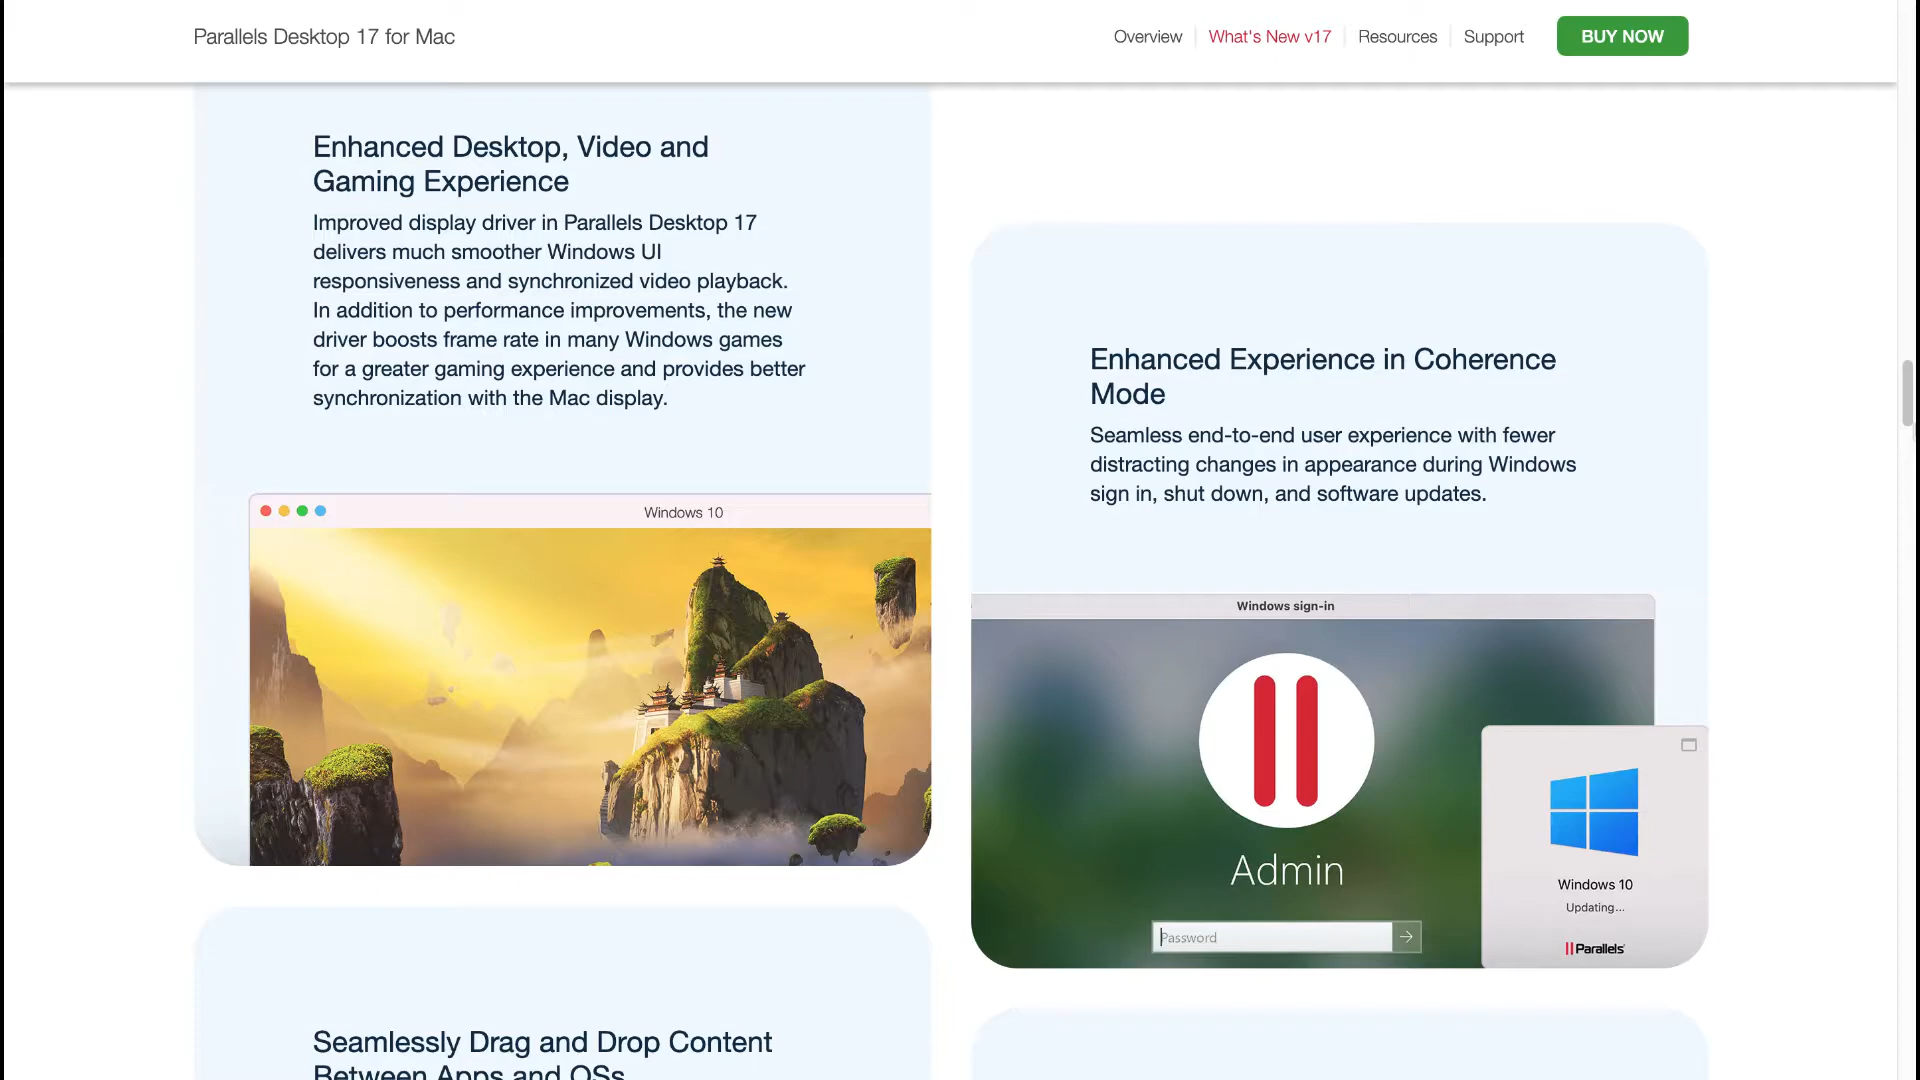 Parallels Desktop 17 for Mac
Overview
What's New v17
Resources
Support
BUY NOW
Enhanced Desktop, Video and
Gaming Experience
Improved display driver in Parallels Desktop 17
delivers much smoother Windows UI
responsiveness and synchronized video playback.
In addition to performance improvements, the new
driver boosts frame rate in many Windows games
for a greater gaming experience and provides better
synchronization with the Mac display.
Windows 10
Enhanced Experience in Coherence
Mode
Seamless end-to-end user experience with fewer
distracting changes in appearance during Windows
sign in, shut down, and software updates.
Windows sign-in
Admin
Password
Windows 10
Updating...
Parallels
Seamlessly Drag and Drop Content
Between Apps and OSs